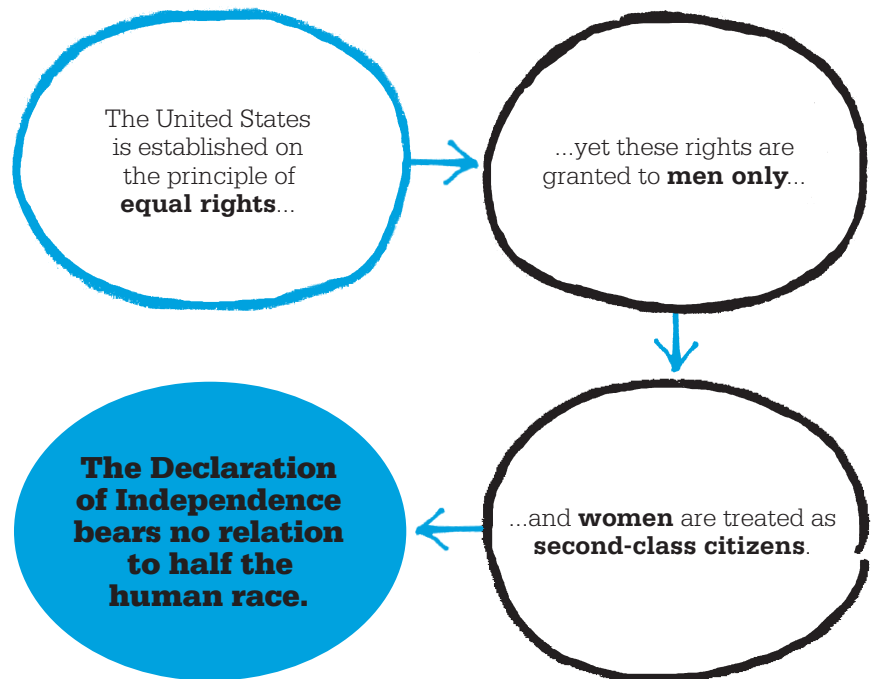 The United States
is established on
the principle of
equal rights...
...yet these rights are
granted to men only...
...and women are treated as
second-class citizens.
The Declaration
of Independence
bears no relation
to half the
human race.